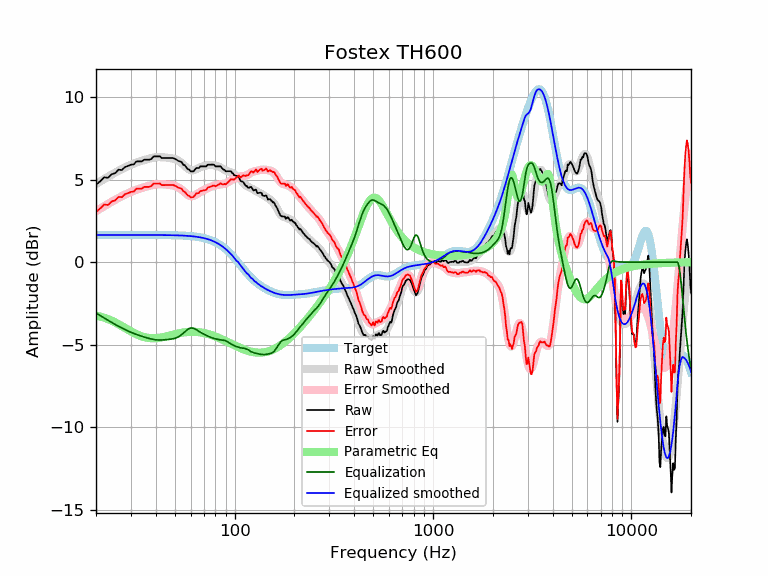 Fostex TH600
Amplitude (dBr)
10
5
0
−5
−10
−15
Target
Raw Smoothed
Error Smoothed
Raw
Error
Parametric Eq
Equalization
Equalized smoothed
100
1000
10000
Frequency (Hz)